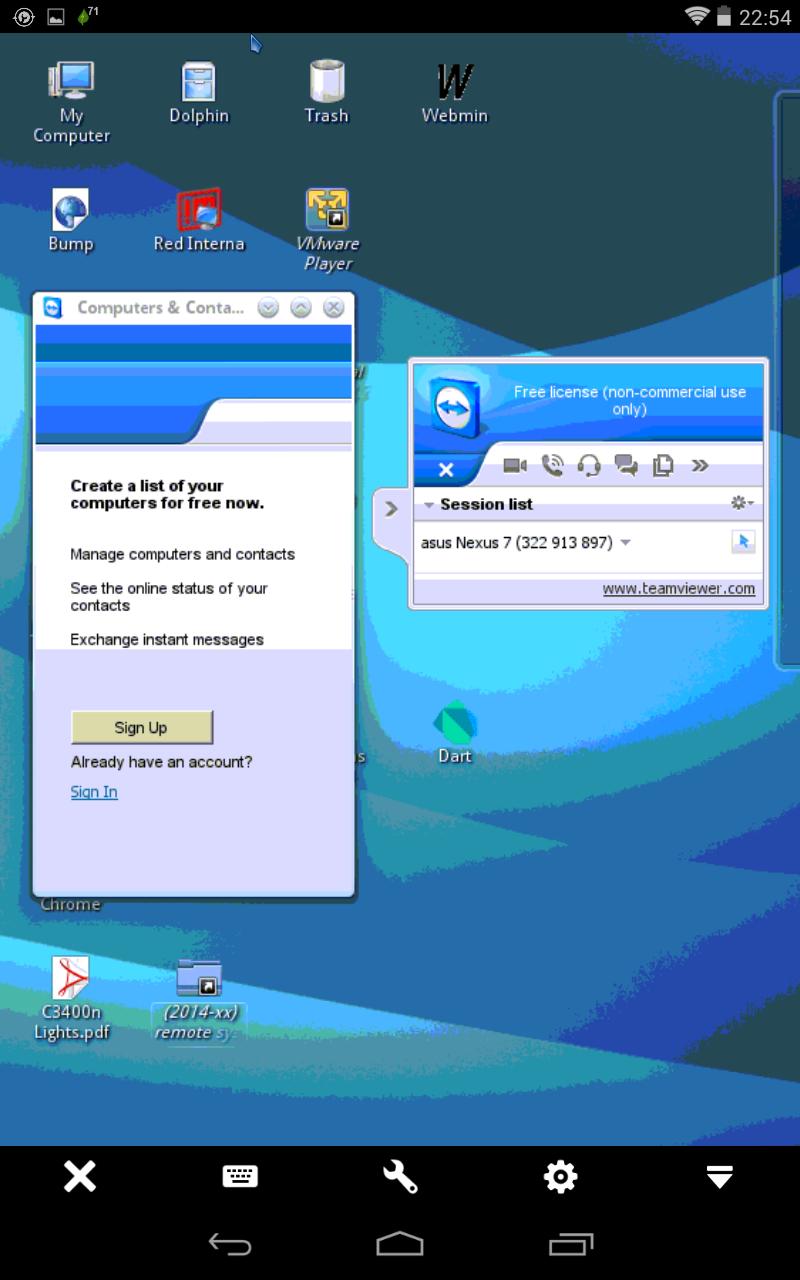 71
22:54
My
Computer
Dolphin
Trash
W
Webmin
Bump
Red Interna
VMware
Player
Computers & Conta...
Free license (non-commercial use
only)
Create a list of your
computers for free now.
Session list
asus Nexus 7 (322 913 897)
Manage computers and contacts
See the online status of your
contacts
www.teamviewer.com
Exchange instant messages
Sign Up
Dart
Already have an account?
Sign In
Chrome
C3400n
Lights.pdf
(2014-xx)
remote sy